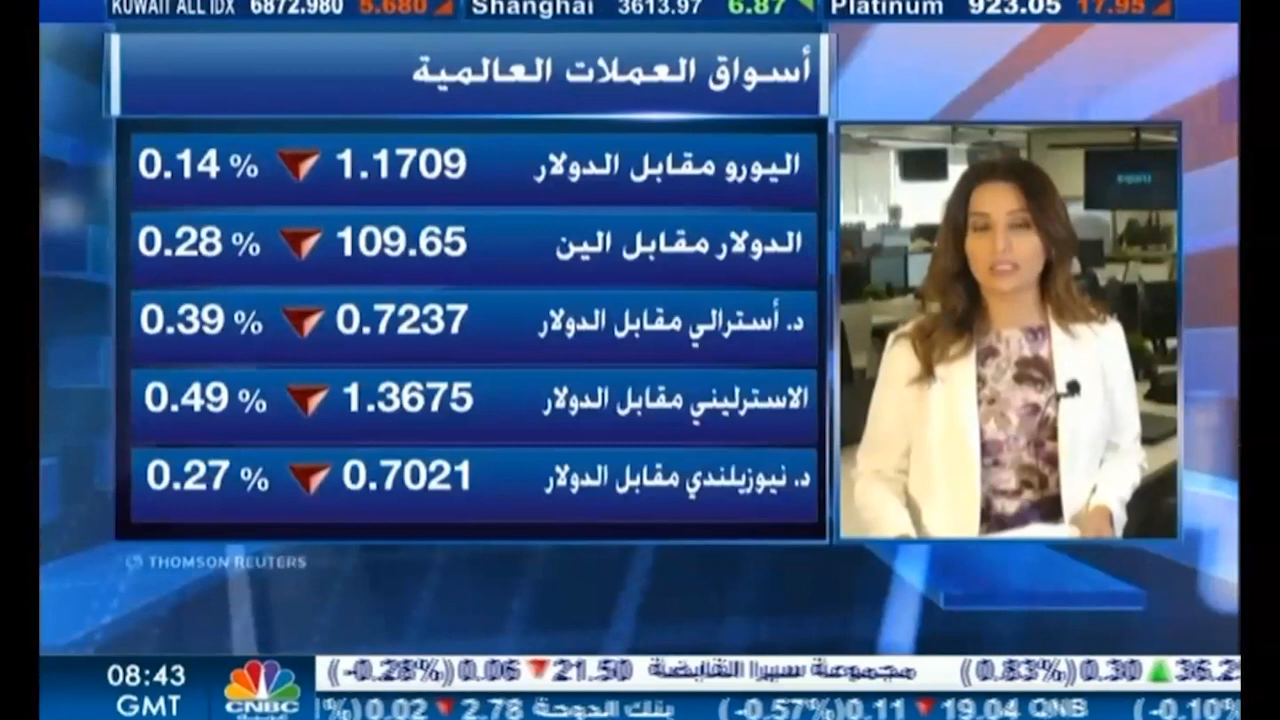 KUWAIT ALL IDX 6872.980 5.680 Shanghai 3613.97 6.87 Platinum 923.05 17.95
أسواق العملات العالمية
اليورو مقابل الدولار 1.1709 0.14 %
الدولار مقابل الين 109.65 0.28 %
د. أسترالي مقابل الدولار 0.7237 0.39 %
الاسترليني مقابل الدولار 1.3675 0.49 %
د. نيوزيلندي مقابل الدولار 0.7021 0.27 %
equiti
THOMSON REUTERS
08:43
GMT
CNBC
عربية
(-0.28%) 0.06 21.50 مجموعة سيرا القابضة (0.83%) 0.30 36.2
%) 0.02 2.78 بنك الدوحة (-0.57%) 0.11 19.04 QNB (-0.10%